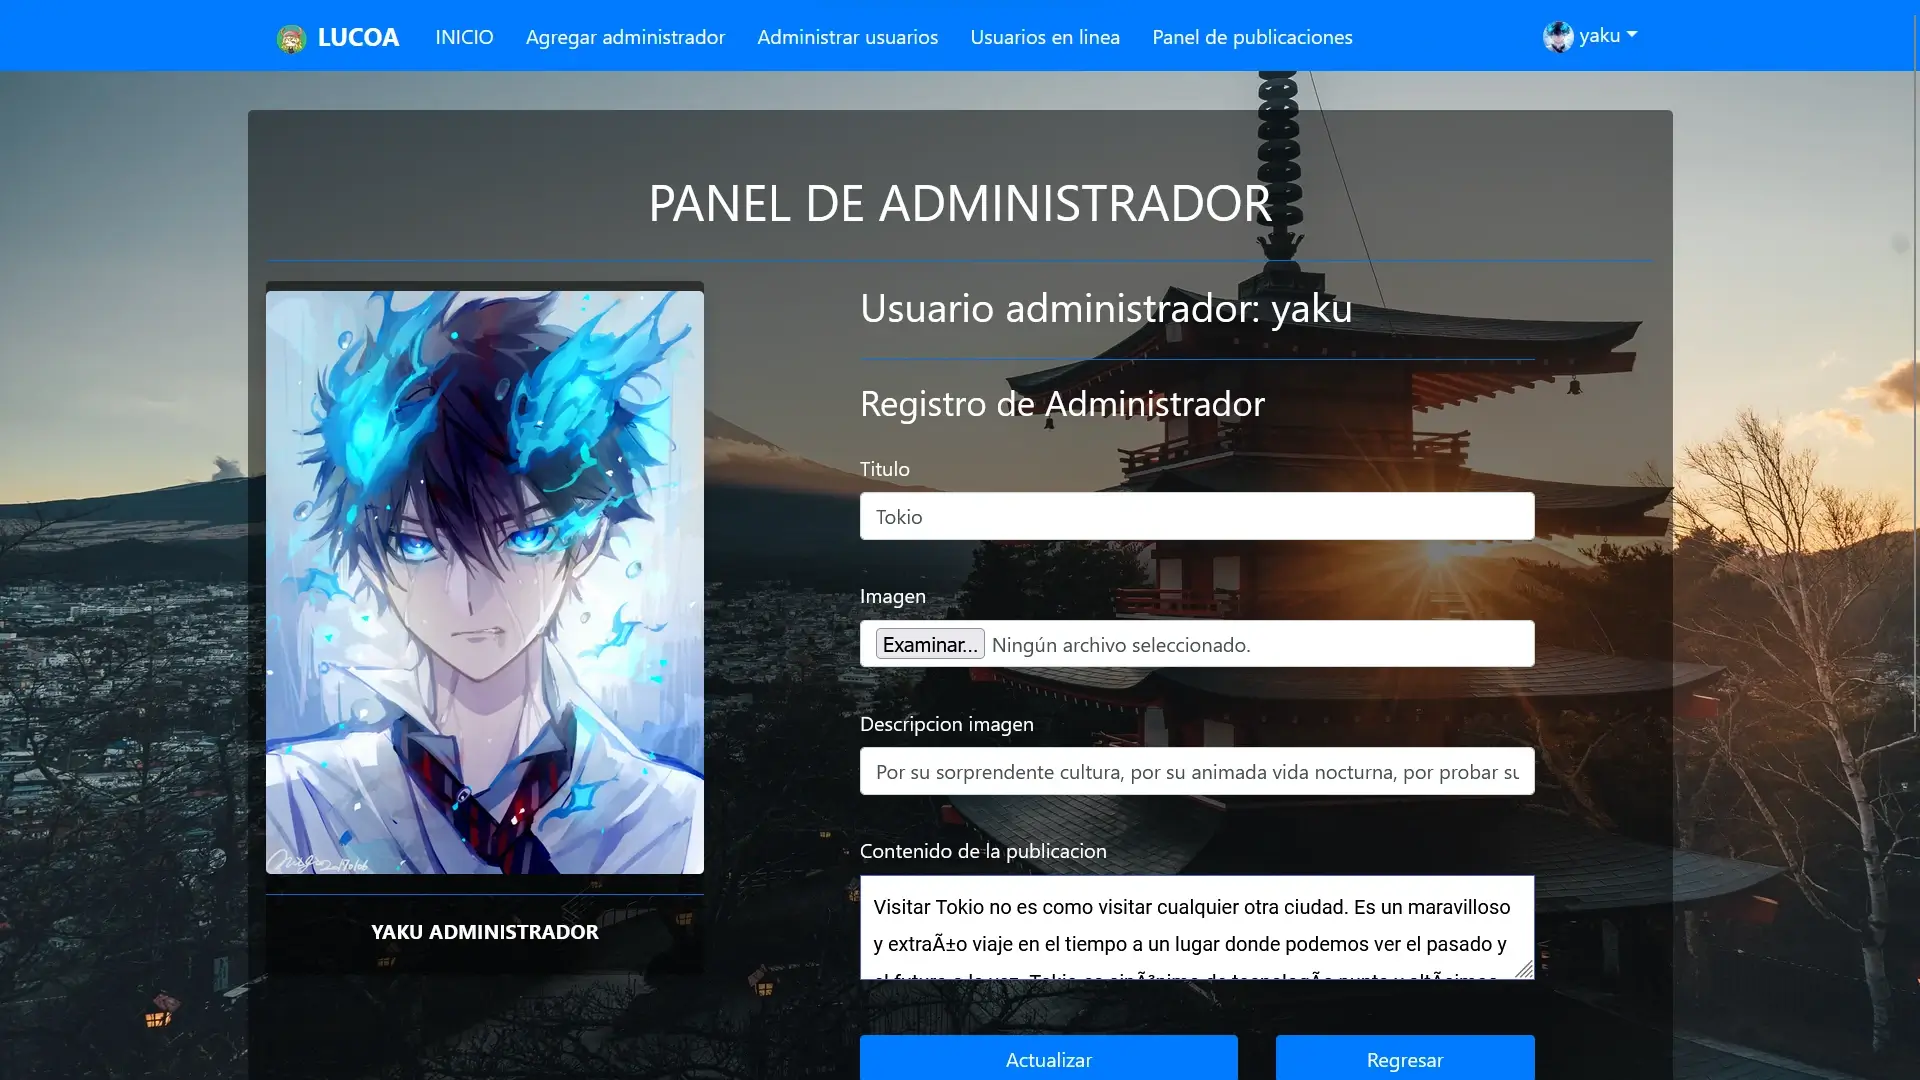 LUCOA INICIO Agregar administrador Administrar usuarios Usuarios en linea Panel de publicaciones yaku
PANEL DE ADMINISTRADOR
Usuario administrador: yaku
Registro de Administrador
Titulo
Tokio
Imagen
Examinar... Ningún archivo seleccionado.
Descripcion imagen
Por su sorprendente cultura, por su animada vida nocturna, por probar su
Contenido de la publicacion
Visitar Tokio no es como visitar cualquier otra ciudad. Es un maravilloso
y extraÃ±o viaje en el tiempo a un lugar donde podemos ver el pasado y
YAKU ADMINISTRADOR
Actualizar Regresar